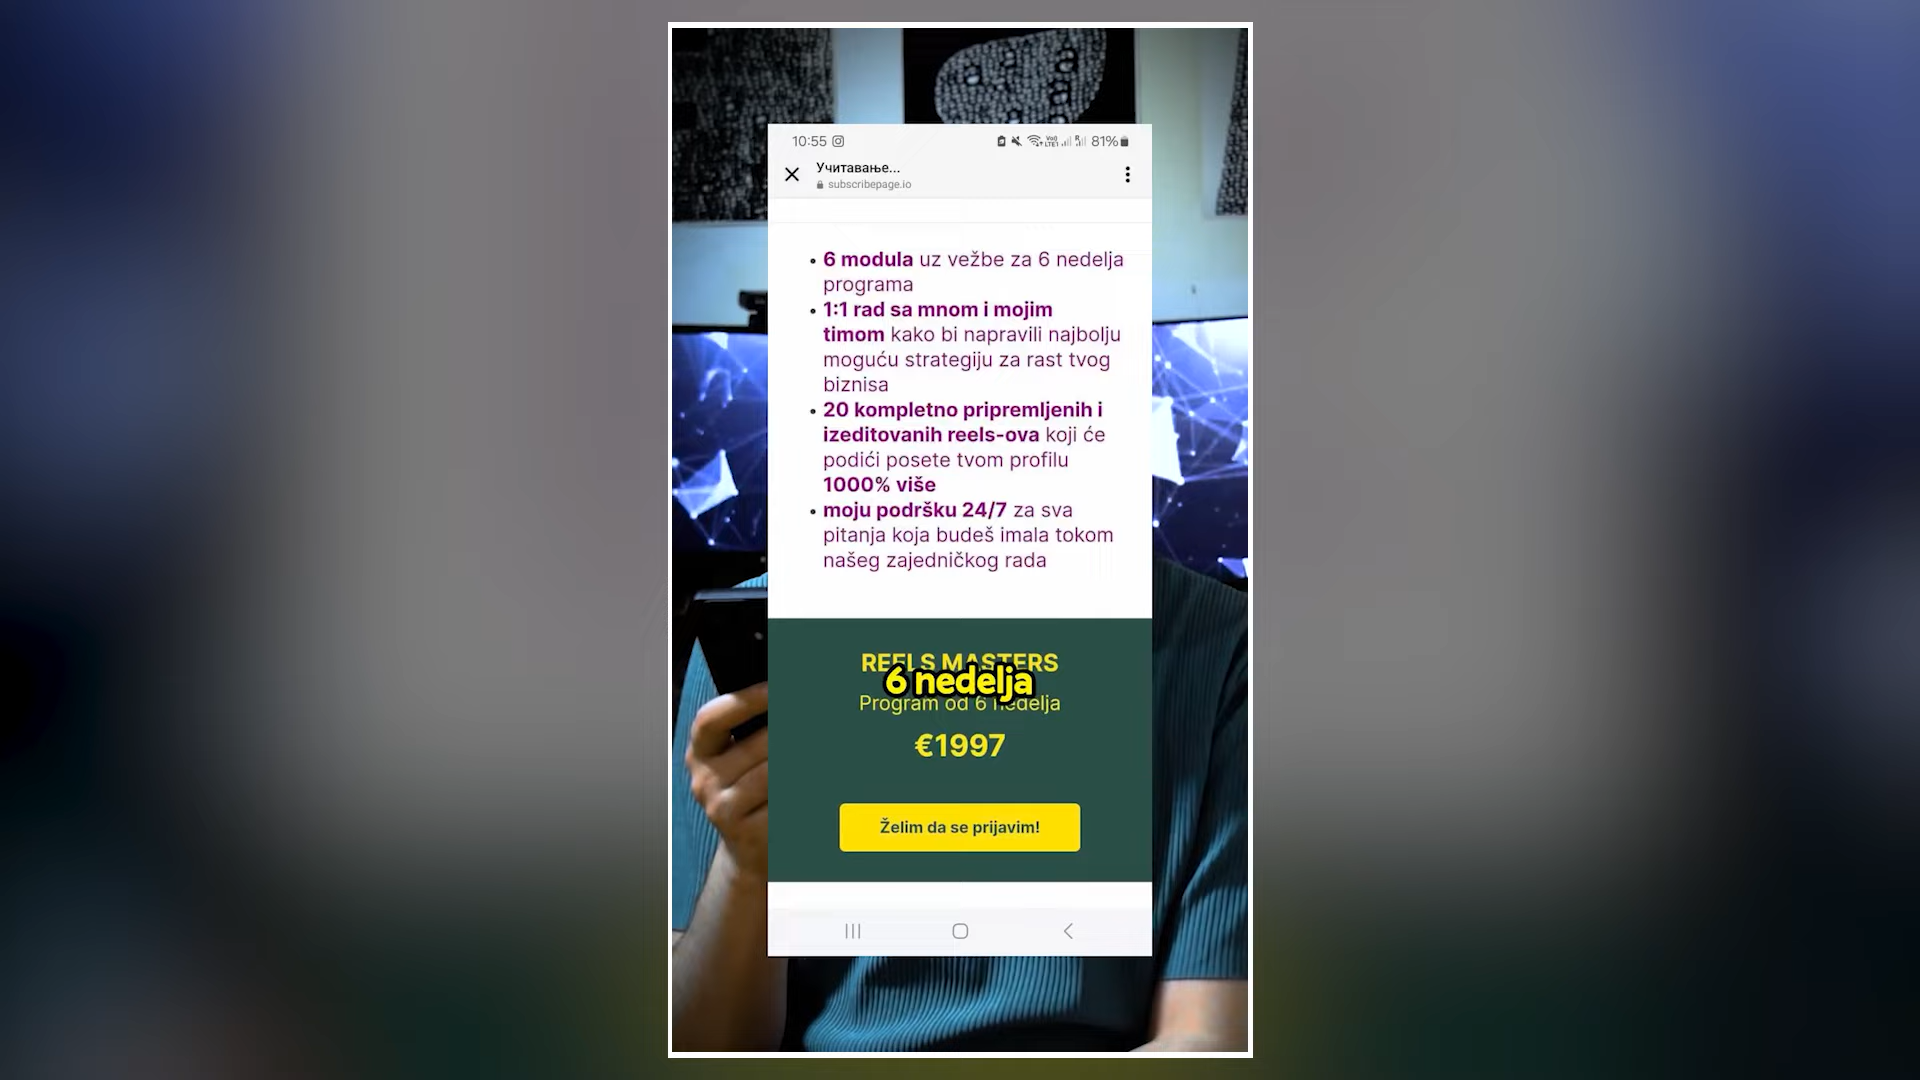 10:55
81%
Учитавање...
subscribepage.io
6 modula uz vežbe za 6 nedelja
programa
1:1 rad sa mnom i mojim
timom kako bi napravili najbolju
moguću strategiju za rast tvog
biznisa
20 kompletno pripremljenih i
izeditovanih reels-ova koji će
podići posete tvom profilu
1000% više
moju podršku 24/7 za sva
pitanja koja budeš imala tokom
našeg zajedničkog rada
REELS MASTERS
6 nedelja
Program od 6 nedelja
€1997
Želim da se prijavim!